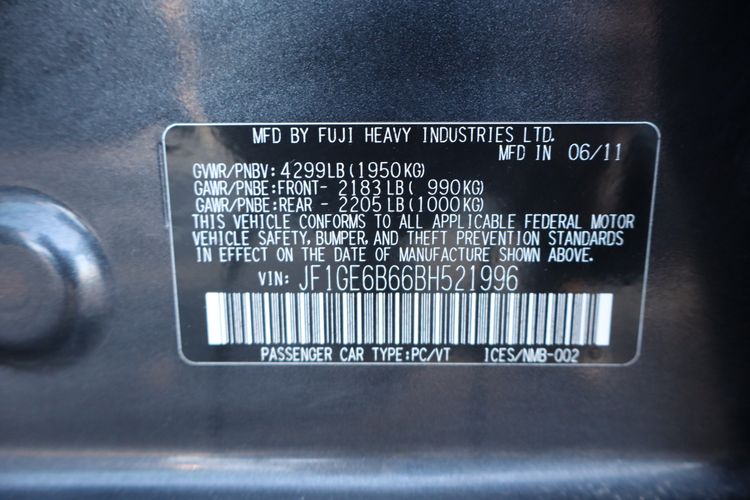 MFD BY FUJI HEAVY INDUSTRIES LTD.
MFD IN 06/11
GVWR/PNBV: 4299LB(1950KG)
GAWR/PNBE:FRONT- 2183LB( 990KG)
GAWR/PNBE:REAR - 2205LB(1000KG)
THIS VEHICLE CONFORMS TO ALL APPLICABLE FEDERAL MOTOR
VEHICLE SAFETY, BUMPER, AND THEFT PREVENTION STANDARDS
IN EFFECT ON THE DATE OF MANUFACTURE SHOWN ABOVE.
VIN: JF1GE6B66BH521996
PASSENGER CAR TYPE:PC/VT ICES/NMB-002